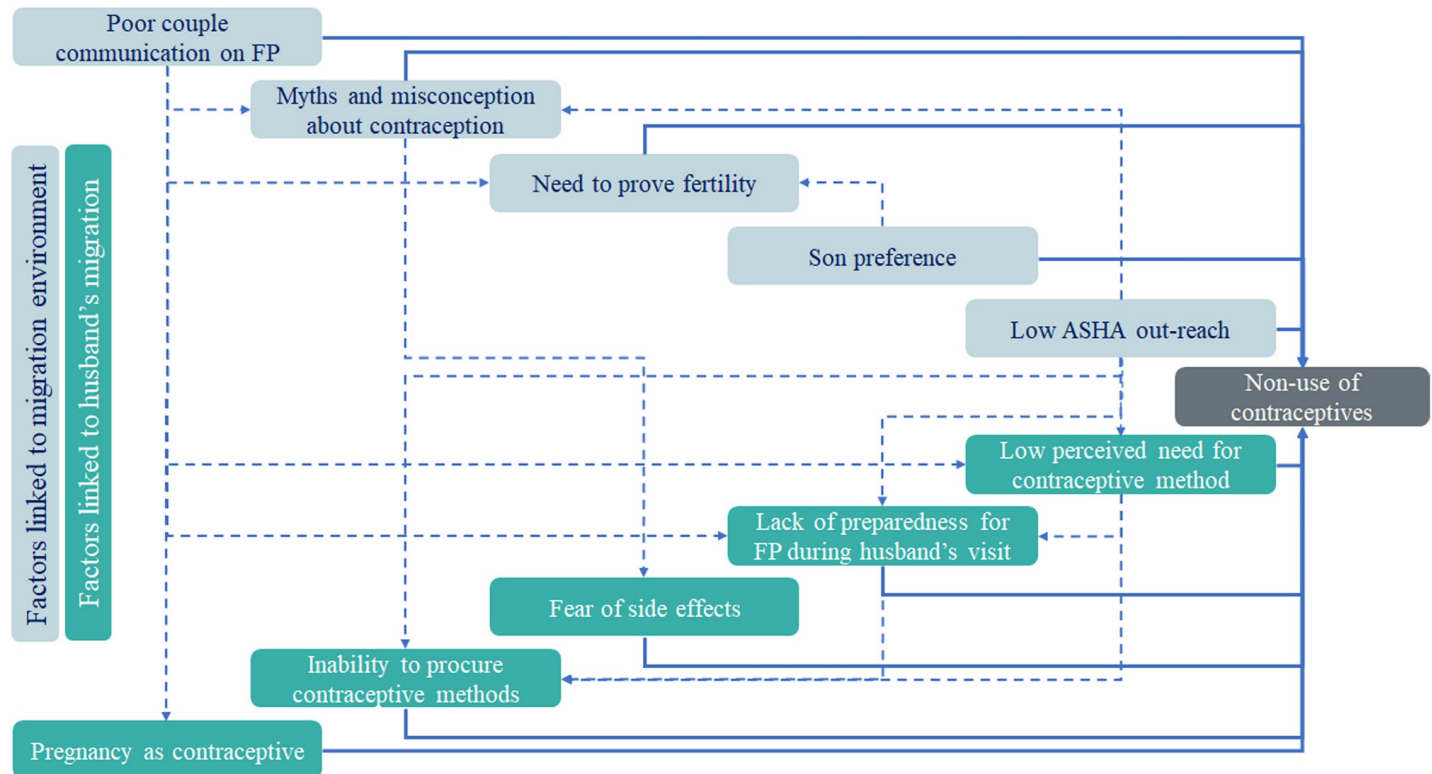 Poor couple
communication on FP
Myths and misconception
about contraception
Factors linked to migration environment
Factors linked to husband's migration
Need to prove fertility
Son preference
Low ASHA out-reach
Non-use of
contraceptives
Low perceived need for
contraceptive method
Lack of preparedness for
FP during husband's visit
Fear of side effects
Inability to procure
contraceptive methods
Pregnancy as contraceptive